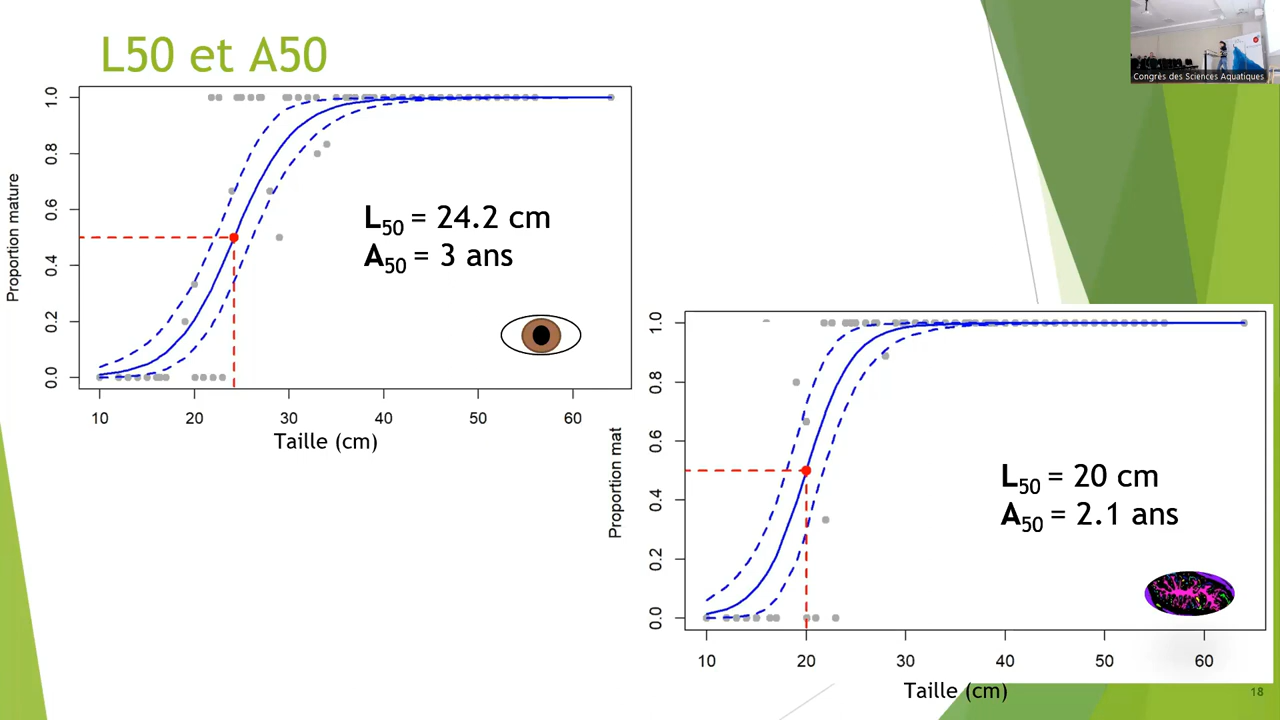 L50 et A50
Congrès des Sciences Aquatiques
Proportion mature
1.0
0.8
0.6
0.4
0.2
0.0
L50 = 24.2 cm
A50 = 3 ans
10 20 30 40 50 60
Taille (cm)
Proportion mat
1.0
0.8
0.6
0.4
0.2
0.0
L50 = 20 cm
A50 = 2.1 ans
10 20 30 40 50 60
Taille (cm)
18